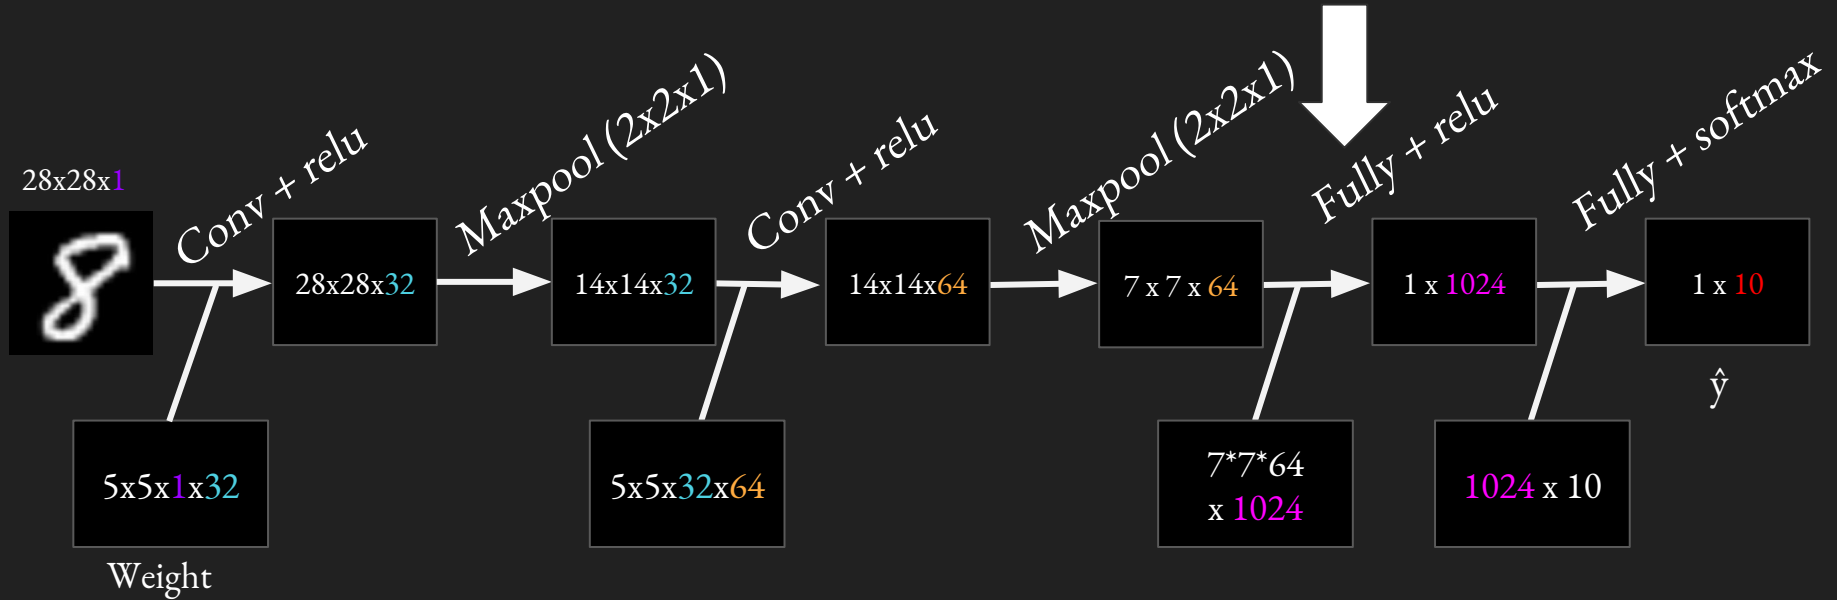 28x28x1
Conv + relu
Maxpool (2x2x1)
Conv + relu
Maxpool (2x2x1)
Fully + relu
Fully + softmax
8
28x28x32
14x14x32
14x14x64
7 x 7 x 64
1 x 1024
1 x 10
ŷ
5x5x1x32
5x5x32x64
7*7*64
x 1024
1024 x 10
Weight